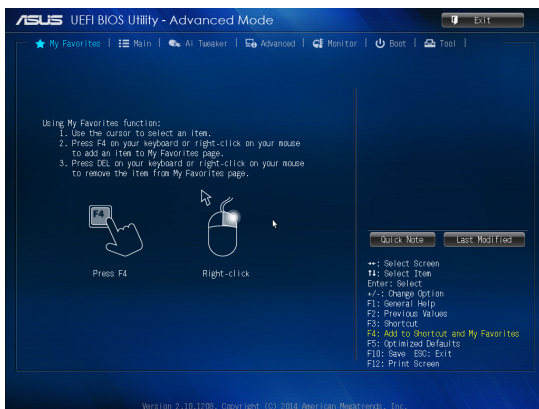 ASUS UEFI BIOS Utility - Advanced Mode
Exit
My Favorites | Main | Ai Tweaker | Advanced | Monitor | Boot | Tool |
Using My Favorites function:
1. Use the cursor to select an item.
2. Press F4 on your keyboard or right-click on your mouse
to add an item to My Favorites page.
3. Press DEL on your keyboard or right-click on your mouse
to remove the item from My Favorites page.
F4
Press F4
Right-click
Quick Note
Last Modified
→←: Select Screen
↑↓: Select Item
Enter: Select
+/-: Change Option
F1: General Help
F2: Previous Values
F3: Shortcut
F4: Add to Shortcut and My Favorites
F5: Optimized Defaults
F10: Save ESC: Exit
F12: Print Screen
Version 2.10.1208. Copyright (C) 2014 American Megatrends, Inc.